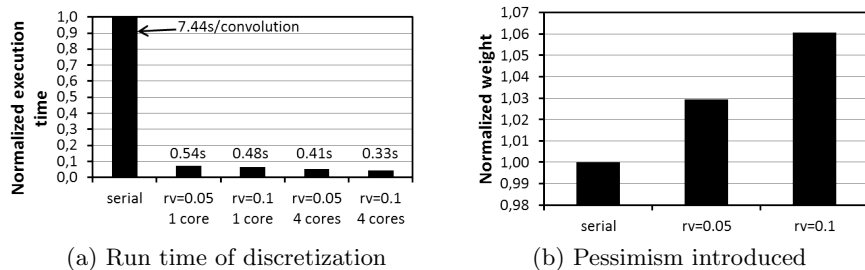 Normalized execution
time
1,0
0,9
0,8
0,7
0,6
0,5
0,4
0,3
0,2
0,1
0,0
7.44s/convolution
0.54s
0.48s
0.41s
0.33s
serial
rv=0.05
1 core
rv=0.1
1 core
rv=0.05
4 cores
rv=0.1
4 cores
(a) Run time of discretization
Normalized weight
1,07
1,06
1,05
1,04
1,03
1,02
1,01
1,00
0,99
0,98
serial
rv=0.05
rv=0.1
(b) Pessimism introduced